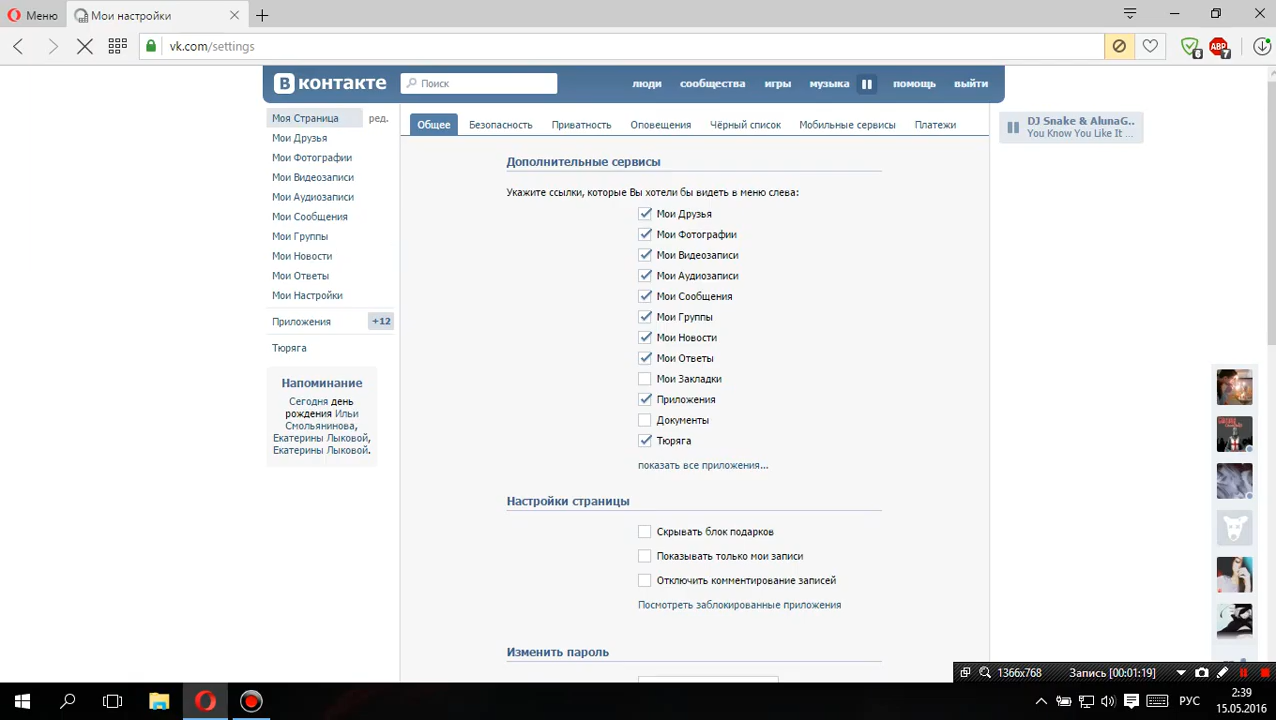 Меню
Мои настройки
vk.com/settings
6
ABP
7
В контакте
Поиск
люди
сообщества
игры
музыка
помощь
выйти
Моя Страница
ред.
Мои Друзья
Мои Фотографии
Мои Видеозаписи
Мои Аудиозаписи
Мои Сообщения
Мои Группы
Мои Новости
Мои Ответы
Мои Настройки
Приложения
+12
Тюряга
Напоминание
Сегодня день
рождения Ильи
Смольянинова,
Екатерины Лыковой,
Екатерины Лыковой.
Общее
Безопасность
Приватность
Оповещения
Чёрный список
Мобильные сервисы
Платежи
Дополнительные сервисы
Укажите ссылки, которые Вы хотели бы видеть в меню слева:
Мои Друзья
Мои Фотографии
Мои Видеозаписи
Мои Аудиозаписи
Мои Сообщения
Мои Группы
Мои Новости
Мои Ответы
Мои Закладки
Приложения
Документы
Тюряга
показать все приложения...
Настройки страницы
Скрывать блок подарков
Показывать только мои записи
Отключить комментирование записей
Посмотреть заблокированные приложения
Изменить пароль
DJ Snake & AlunaG..
You Know You Like It ...
1366x768
Запись [00:01:19]
РУС
2:39
15.05.2016